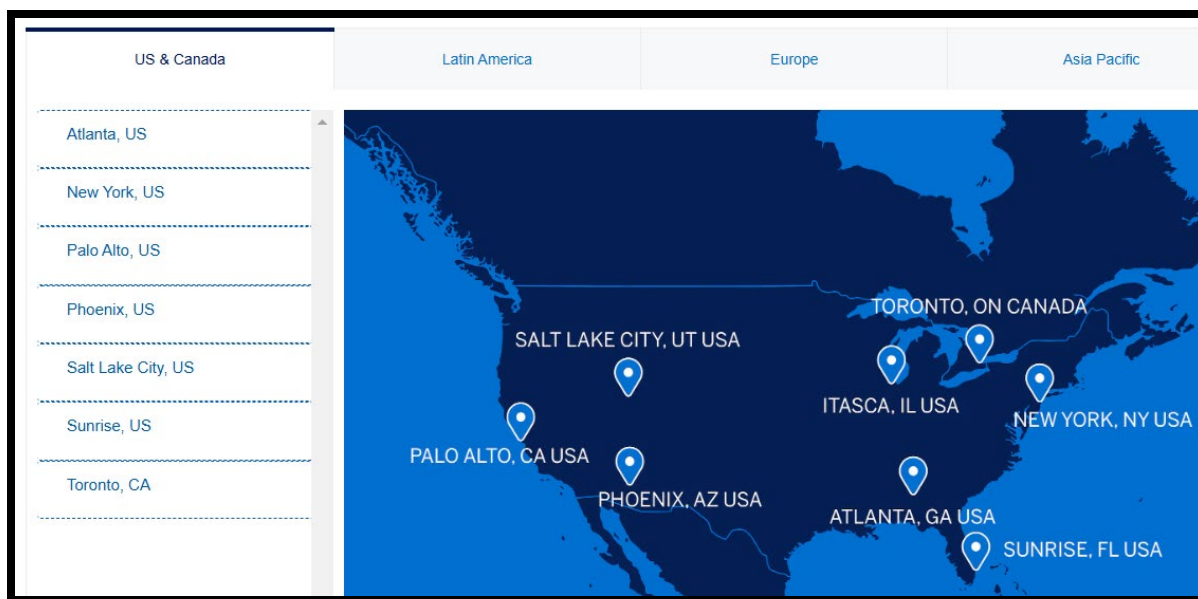 US & Canada
Latin America
Europe
Asia Pacific
Atlanta, US
New York, US
Palo Alto, US
Phoenix, US
Salt Lake City, US
Sunrise, US
Toronto, CA
TORONTO, ON CANADA
SALT LAKE CITY, UT USA
ITASCA, IL USA
NEW YORK, NY USA
PALO ALTO, CA USA
PHOENIX, AZ USA
ATLANTA, GA USA
SUNRISE, FL USA